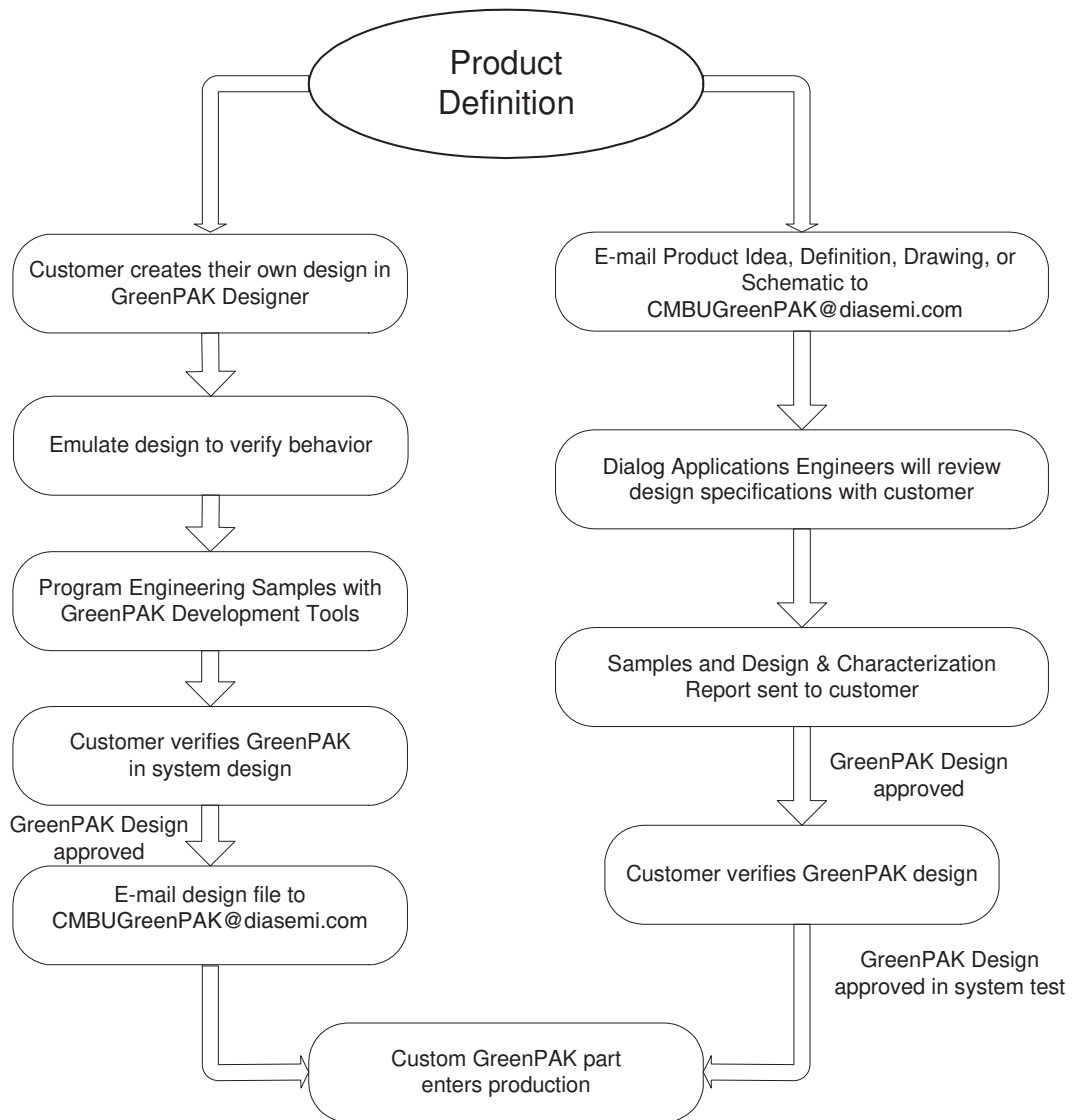 Product
Definition
Customer creates their own design in
GreenPAK Designer
Emulate design to verify behavior
Program Engineering Samples with
GreenPAK Development Tools
Customer verifies GreenPAK
in system design
GreenPAK Design
approved
E-mail design file to
CMBUGreenPAK@diasemi.com
E-mail Product Idea, Definition, Drawing, or
Schematic to
CMBUGreenPAK@diasemi.com
Dialog Applications Engineers will review
design specifications with customer
Samples and Design & Characterization
Report sent to customer
GreenPAK Design
approved
Customer verifies GreenPAK design
GreenPAK Design
approved in system test
Custom GreenPAK part
enters production